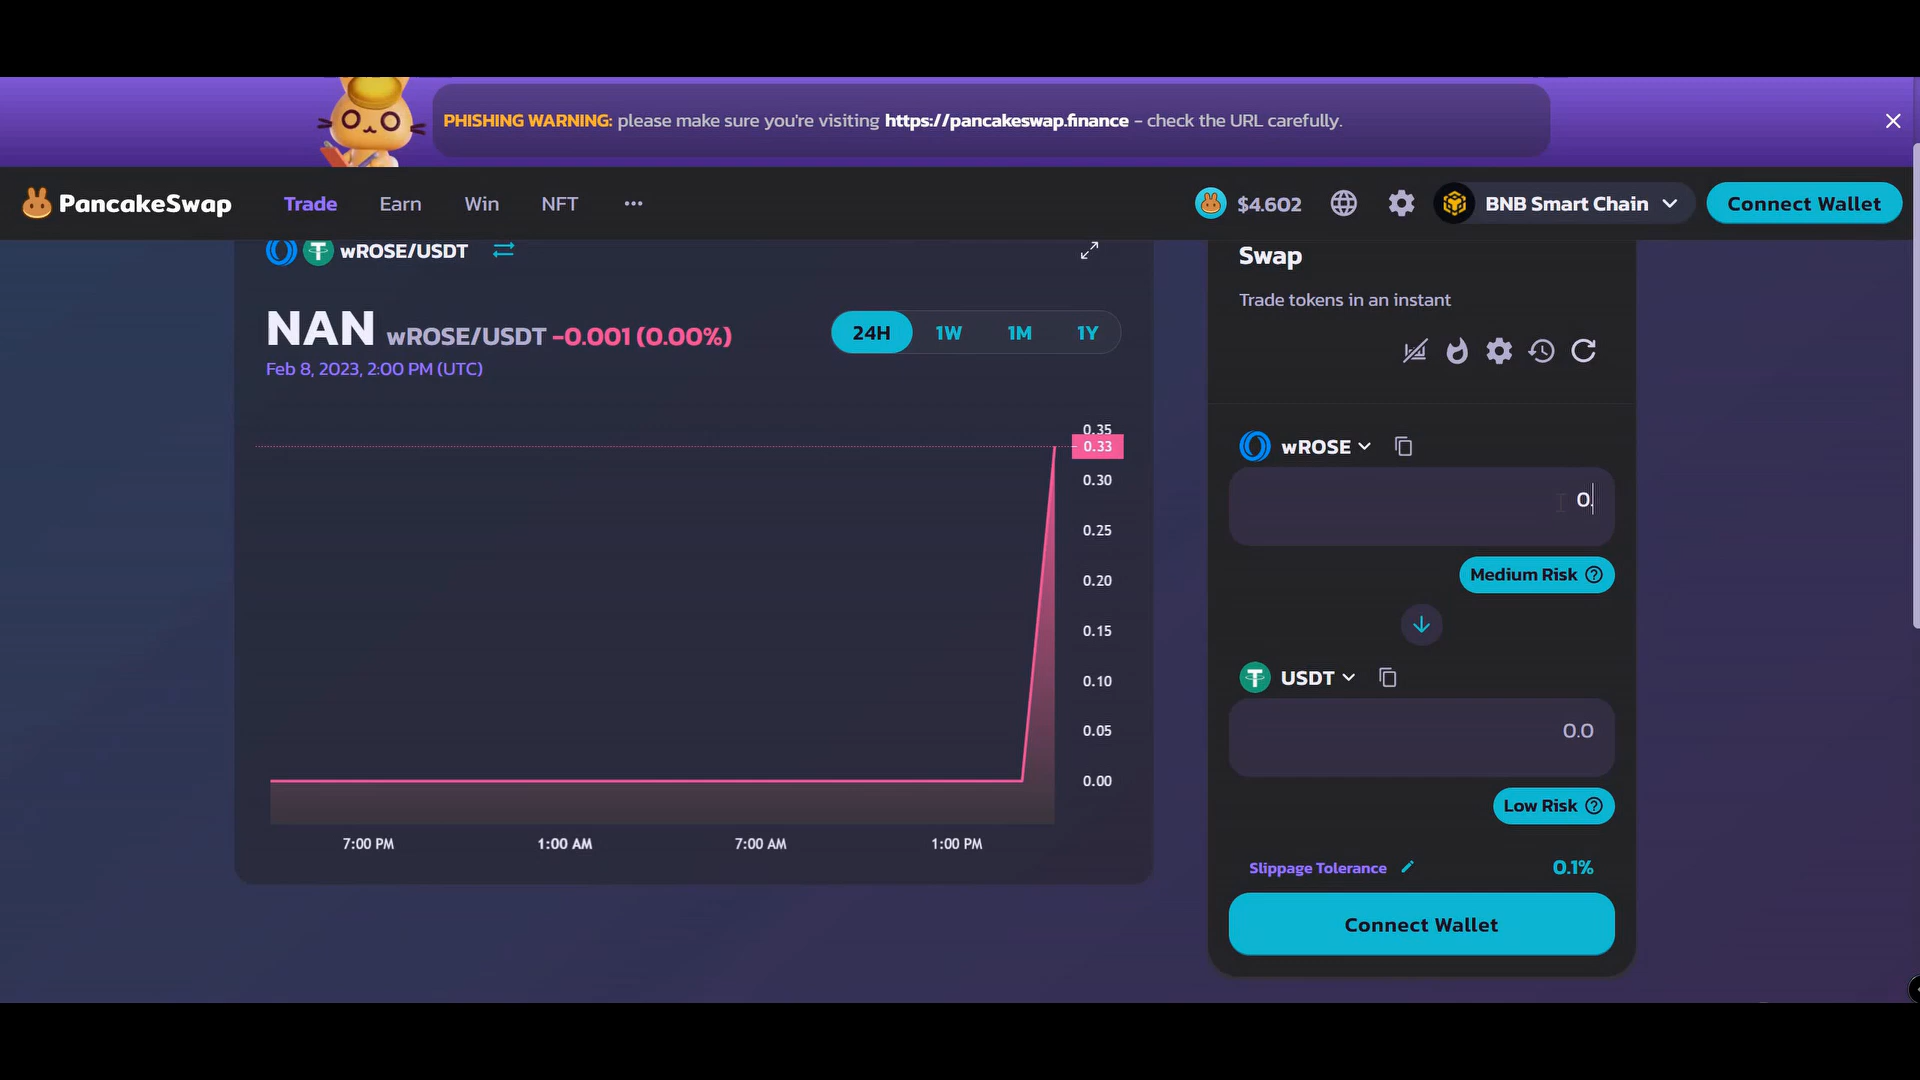 PHISHING WARNING: please make sure you're visiting https://pancakeswap.finance - check the URL carefully.
PancakeSwap
Trade
Earn
Win
NFT
$4.602
BNB Smart Chain
Connect Wallet
wROSE/USDT
NAN wROSE/USDT -0.001 (0.00%)
Feb 8, 2023, 2:00 PM (UTC)
24H
1W
1M
1Y
0.35
0.33
0.30
0.25
0.20
0.15
0.10
0.05
0.00
7:00 PM
1:00 AM
7:00 AM
1:00 PM
Swap
Trade tokens in an instant
wROSE
0.
Medium Risk
USDT
0.0
Low Risk
Slippage Tolerance
0.1%
Connect Wallet